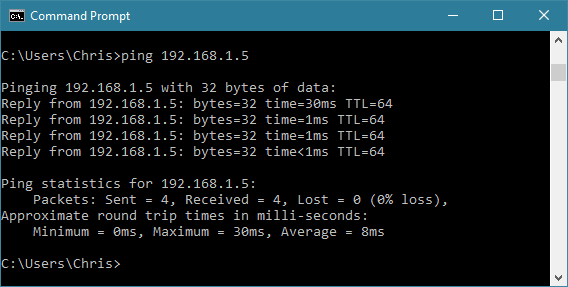 Command Prompt
C:\Users\Chris>ping 192.168.1.5
Pinging 192.168.1.5 with 32 bytes of data:
Reply from 192.168.1.5: bytes=32 time=30ms TTL=64
Reply from 192.168.1.5: bytes=32 time=1ms TTL=64
Reply from 192.168.1.5: bytes=32 time=1ms TTL=64
Reply from 192.168.1.5: bytes=32 time<1ms TTL=64
Ping statistics for 192.168.1.5:
    Packets: Sent = 4, Received = 4, Lost = 0 (0% loss),
Approximate round trip times in milli-seconds:
    Minimum = 0ms, Maximum = 30ms, Average = 8ms
C:\Users\Chris>